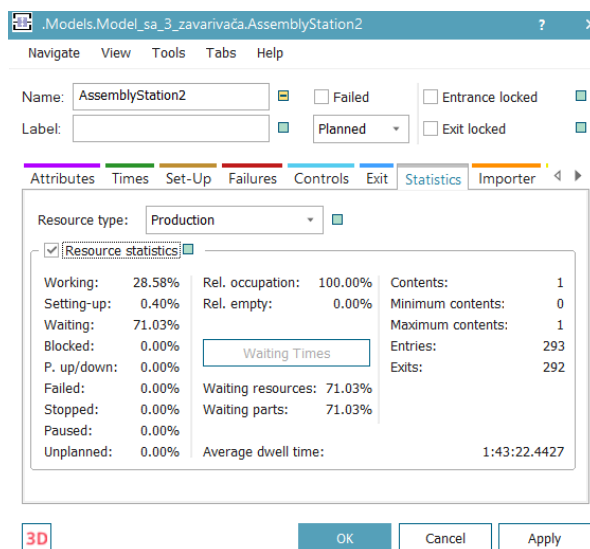 .Models.Model_sa_3_zavarivača.AssemblyStation2 ?
Navigate View Tools Tabs Help
Name: AssemblyStation2 Failed Entrance locked
Label: Planned Exit locked
Attributes Times Set-Up Failures Controls Exit Statistics Importer
Resource type: Production
Resource statistics
Working: 28.58% Rel. occupation: 100.00% Contents: 1
Setting-up: 0.40% Rel. empty: 0.00% Minimum contents: 0
Waiting: 71.03% Maximum contents: 1
Blocked: 0.00% Waiting Times Entries: 293
P. up/down: 0.00% Exits: 292
Failed: 0.00% Waiting resources: 71.03%
Stopped: 0.00% Waiting parts: 71.03%
Paused: 0.00%
Unplanned: 0.00% Average dwell time: 1:43:22.4427
3D OK Cancel Apply